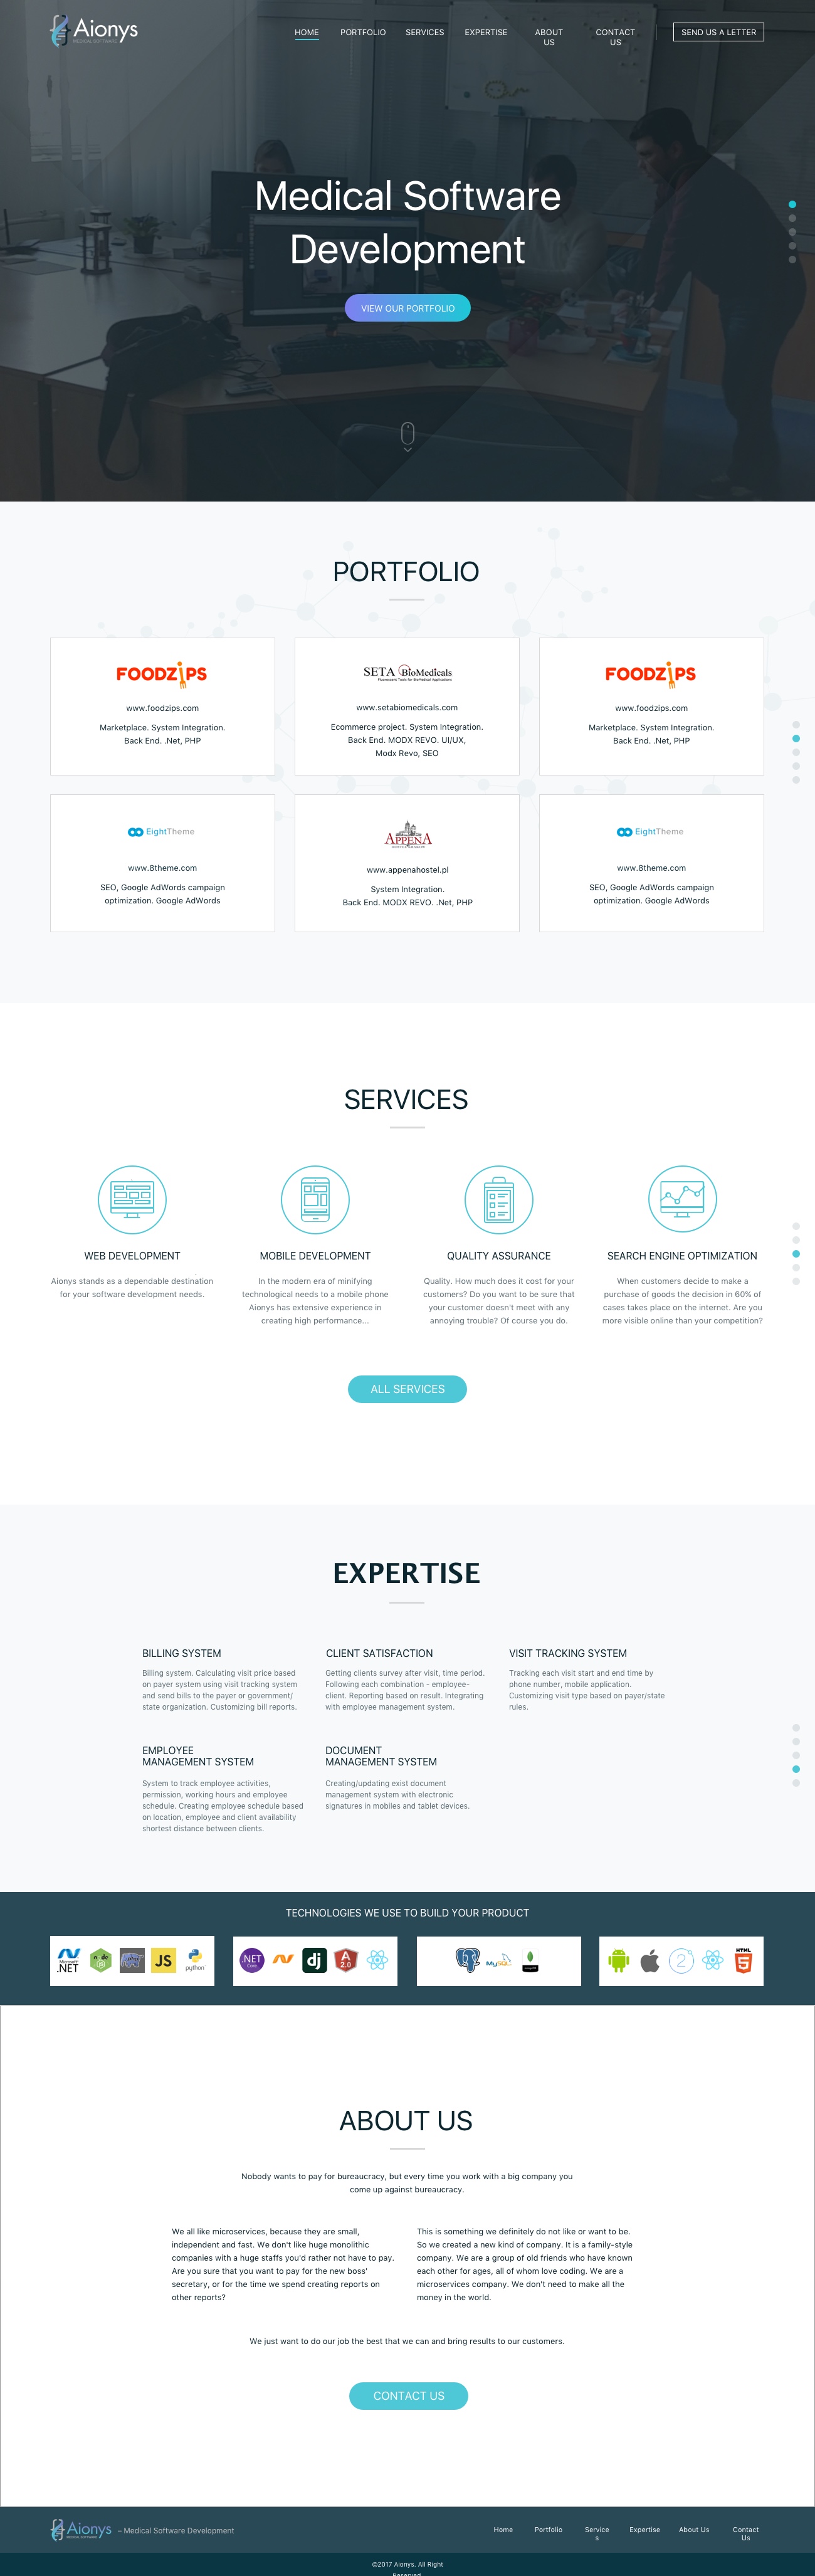 Aionys
MEDICAL SOFTWARE
HOME PORTFOLIO SERVICES EXPERTISE ABOUT US CONTACT US SEND US A LETTER
Medical Software
Development
VIEW OUR PORTFOLIO
PORTFOLIO
FOODZIPS
www.foodzips.com
Marketplace. System Integration.
Back End. .Net, PHP
SETA BioMedicals
Fluorescent Tools for BioMedical Applications
www.setabiomedicals.com
Ecommerce project. System Integration.
Back End. MODX REVO. UI/UX,
Modx Revo, SEO
FOODZIPS
www.foodzips.com
Marketplace. System Integration.
Back End. .Net, PHP
EightTheme
www.8theme.com
SEO, Google AdWords campaign
optimization. Google AdWords
APPENA
www.appenahostel.pl
System Integration.
Back End. MODX REVO. .Net, PHP
EightTheme
www.8theme.com
SEO, Google AdWords campaign
optimization. Google AdWords
SERVICES
WEB DEVELOPMENT
Aionys stands as a dependable destination
for your software development needs.
MOBILE DEVELOPMENT
In the modern era of minifying
technological needs to a mobile phone
Aionys has extensive experience in
creating high performance...
QUALITY ASSURANCE
Quality. How much does it cost for your
customers? Do you want to be sure that
your customer doesn't meet with any
annoying trouble? Of course you do.
SEARCH ENGINE OPTIMIZATION
When customers decide to make a
purchase of goods the decision in 60% of
cases takes place on the internet. Are you
more visible online than your competition?
ALL SERVICES
EXPERTISE
BILLING SYSTEM
Billing system. Calculating visit price based
on payer system using visit tracking system
and send bills to the payer or government/
state organization. Customizing bill reports.
CLIENT SATISFACTION
Getting clients survey after visit, time period.
Following each combination - employee-
client. Reporting based on result. Integrating
with employee management system.
VISIT TRACKING SYSTEM
Tracking each visit start and end time by
phone number, mobile application.
Customizing visit type based on payer/state
rules.
EMPLOYEE
MANAGEMENT SYSTEM
System to track employee activities,
permission, working hours and employee
schedule. Creating employee schedule based
on location, employee and client availability
shortest distance between clients.
DOCUMENT
MANAGEMENT SYSTEM
Creating/updating exist document
management system with electronic
signatures in mobiles and tablet devices.
TECHNOLOGIES WE USE TO BUILD YOUR PRODUCT
Microsoft
.NET
node
JS
php
JS
python
.NET
Core
dj
A
2.0
MySQL
2
HTML
5
ABOUT US
Nobody wants to pay for bureaucracy, but every time you work with a big company you
come up against bureaucracy.
We all like microservices, because they are small,
independent and fast. We don't like huge monolithic
companies with a huge staffs you'd rather not have to pay.
Are you sure that you want to pay for the new boss'
secretary, or for the time we spend creating reports on
other reports?
This is something we definitely do not like or want to be.
So we created a new kind of company. It is a family-style
company. We are a group of old friends who have known
each other for ages, all of whom love coding. We are a
microservices company. We don't need to make all the
money in the world.
We just want to do our job the best that we can and bring results to our customers.
CONTACT US
Aionys
MEDICAL SOFTWARE
– Medical Software Development
Home Portfolio Service
s Expertise About Us Contact
Us
©2017 Aionys. All Right
Reserved